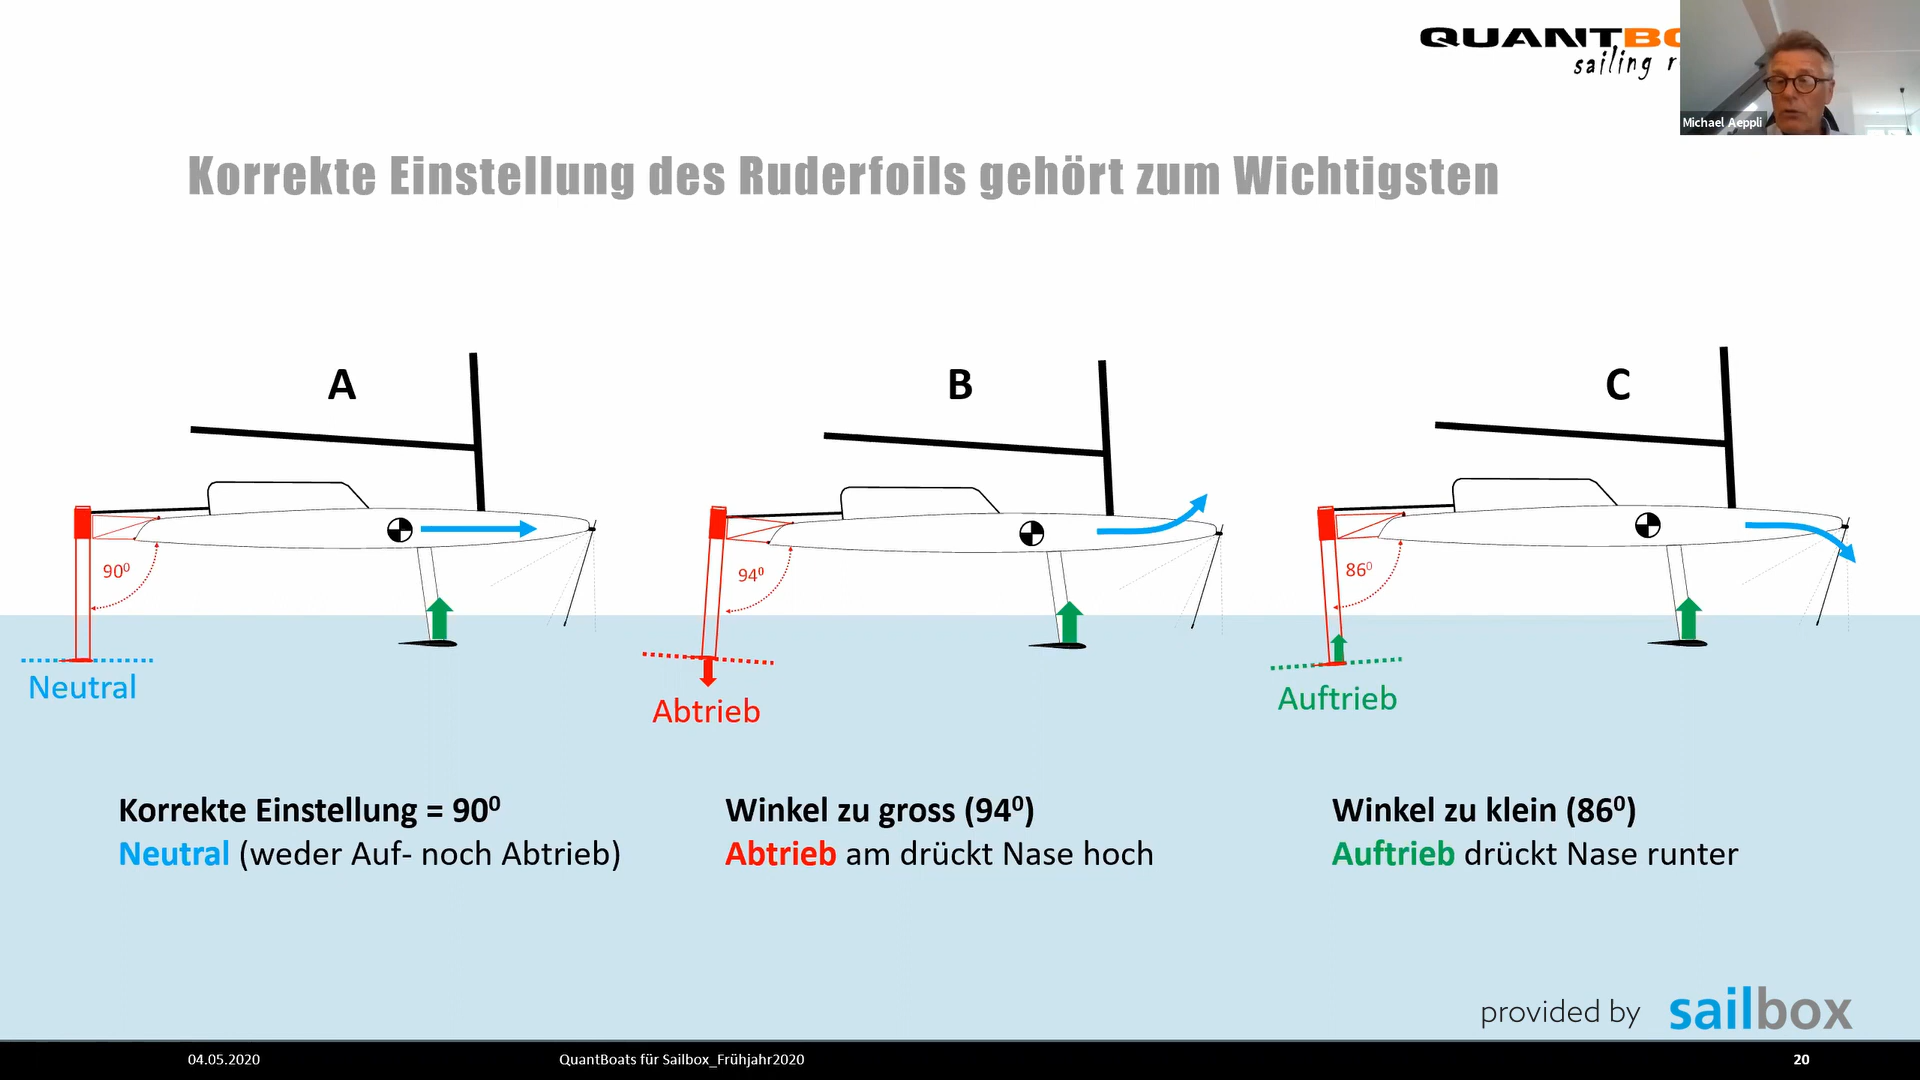 QUANTBO
sailing r
Michael Aeppli
Korrekte Einstellung des Ruderfoils gehört zum Wichtigsten
A
B
C
90⁰
94⁰
86⁰
Neutral
Abtrieb
Auftrieb
Korrekte Einstellung = 90⁰
Neutral (weder Auf- noch Abtrieb)
Winkel zu gross (94⁰)
Abtrieb am drückt Nase hoch
Winkel zu klein (86⁰)
Auftrieb drückt Nase runter
provided by sailbox
04.05.2020
QuantBoats für Sailbox_Frühjahr2020
20